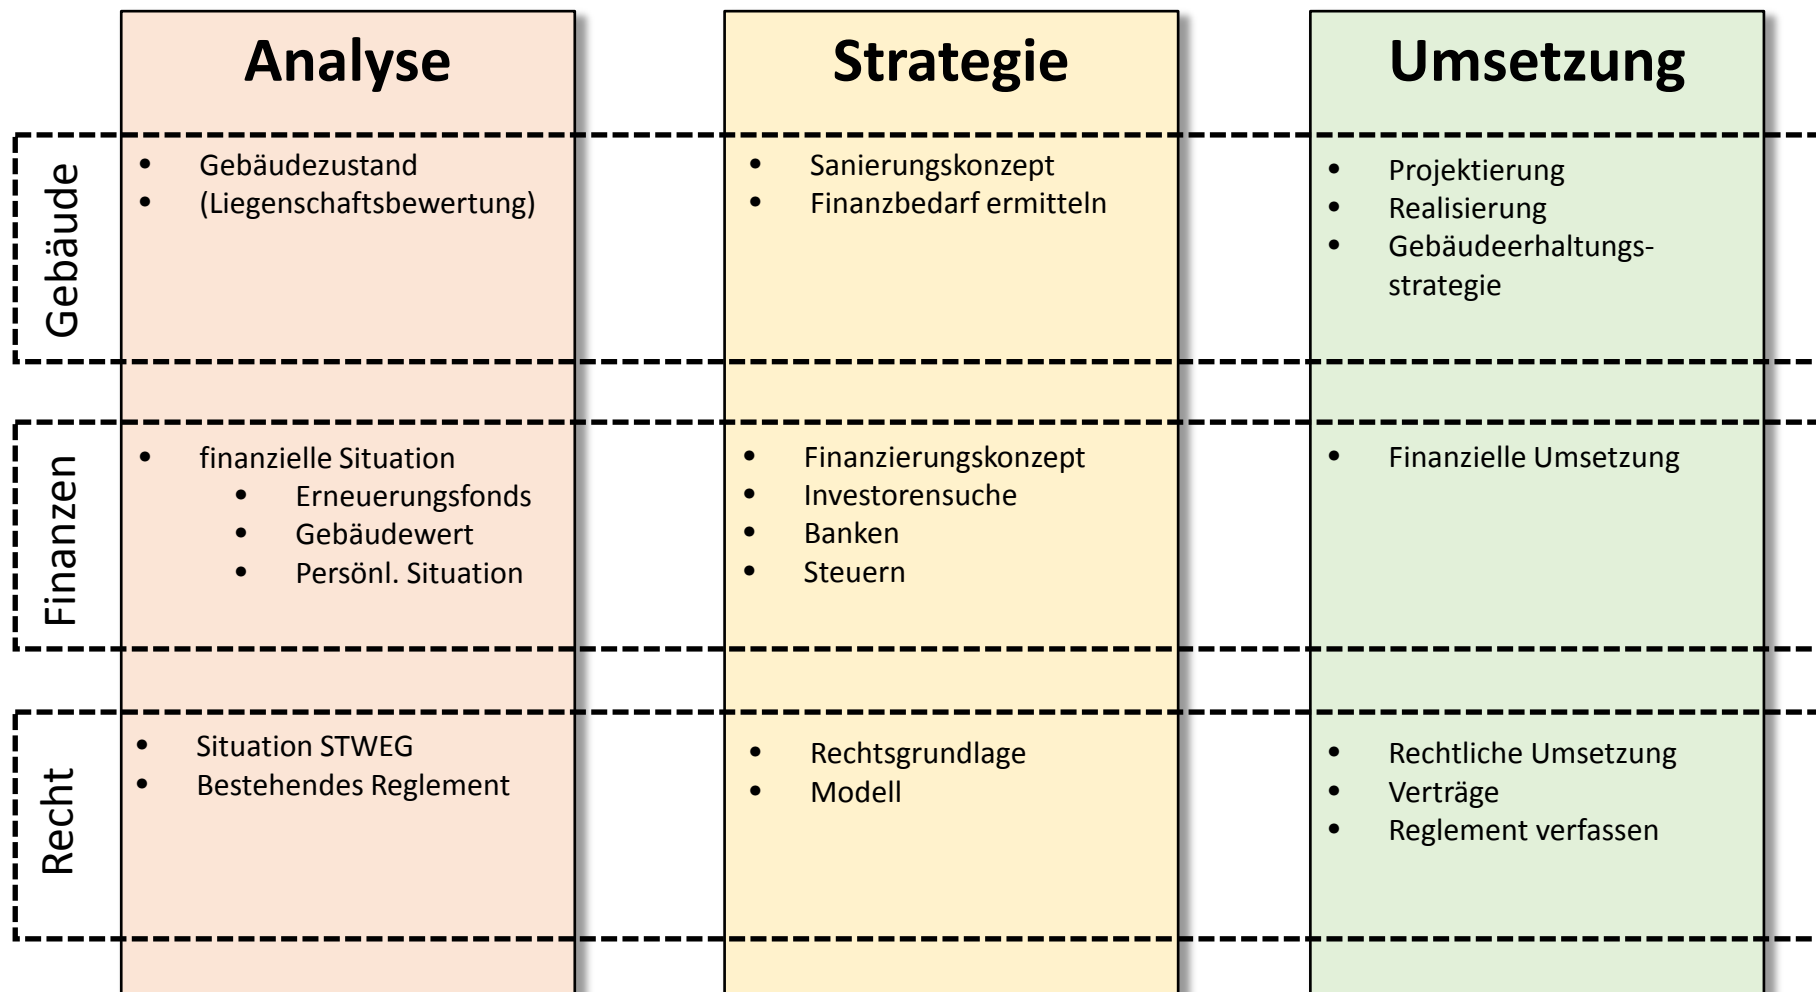 Analyse
Strategie
Umsetzung
Gebäude
• Gebäudezustand
• (Liegenschaftsbewertung)
• Sanierungskonzept
• Finanzbedarf ermitteln
• Projektierung
• Realisierung
• Gebäudeerhaltungs-
strategie
Finanzen
• finanzielle Situation
• Erneuerungsfonds
• Gebäudewert
• Persönl. Situation
• Finanzierungskonzept
• Investorensuche
• Banken
• Steuern
• Finanzielle Umsetzung
Recht
• Situation STWEG
• Bestehendes Reglement
• Rechtsgrundlage
• Modell
• Rechtliche Umsetzung
• Verträge
• Reglement verfassen